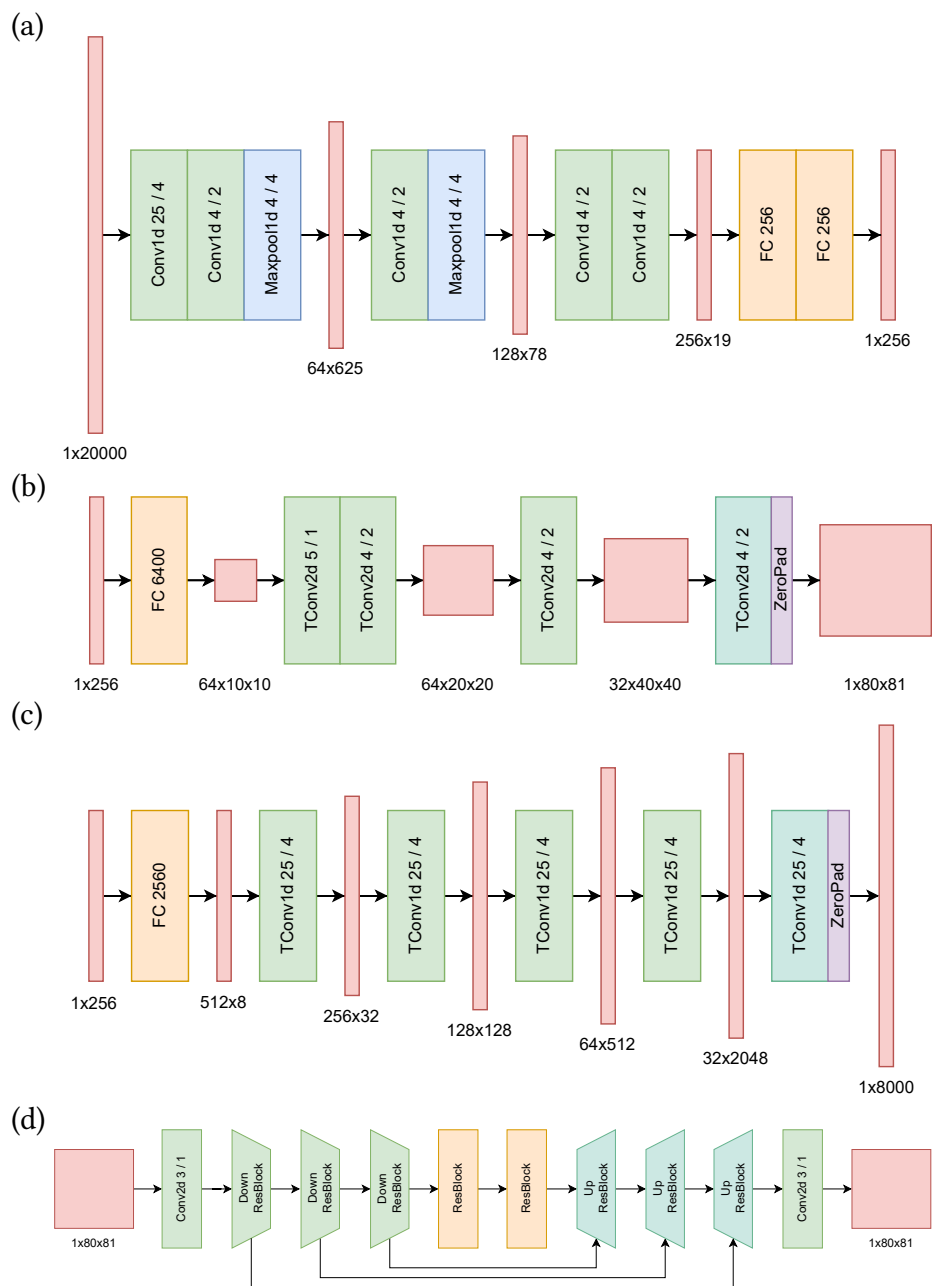 (a)
Conv1d 25 / 4
Conv1d 4 / 2
Maxpool1d 4 / 4
Conv1d 4 / 2
Maxpool1d 4 / 4
Conv1d 4 / 2
Conv1d 4 / 2
FC 256
FC 256
1x20000
64x625
128x78
256x19
1x256
(b)
FC 6400
TConv2d 5 / 1
TConv2d 4 / 2
TConv2d 4 / 2
TConv2d 4 / 2
ZeroPad
1x256
64x10x10
64x20x20
32x40x40
1x80x81
(c)
FC 2560
TConv1d 25 / 4
TConv1d 25 / 4
TConv1d 25 / 4
TConv1d 25 / 4
TConv1d 25 / 4
ZeroPad
1x256
512x8
256x32
128x128
64x512
32x2048
1x8000
(d)
Conv2d 3 / 1
Down
ResBlock
Down
ResBlock
Down
ResBlock
ResBlock
ResBlock
Up
ResBlock
Up
ResBlock
Up
ResBlock
Conv2d 3 / 1
1x80x81
1x80x81